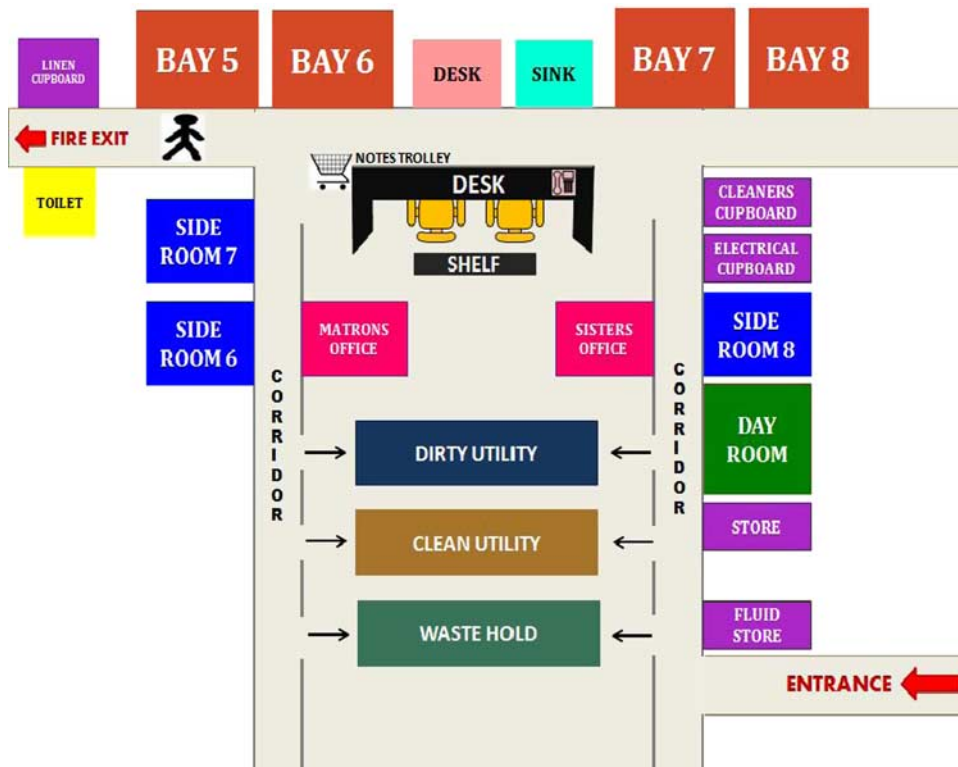 LINEN
CUPBOARD
BAY 5
BAY 6
DESK
SINK
BAY 7
BAY 8
FIRE EXIT
NOTES TROLLEY
DESK
TOILET
SIDE
ROOM 7
CLEANERS
CUPBOARD
ELECTRICAL
CUPBOARD
SHELF
SIDE
ROOM 6
MATRONS
OFFICE
SISTERS
OFFICE
SIDE
ROOM 8
CORRIDOR
CORRIDOR
DAY
ROOM
DIRTY UTILITY
STORE
CLEAN UTILITY
FLUID
STORE
WASTE HOLD
ENTRANCE